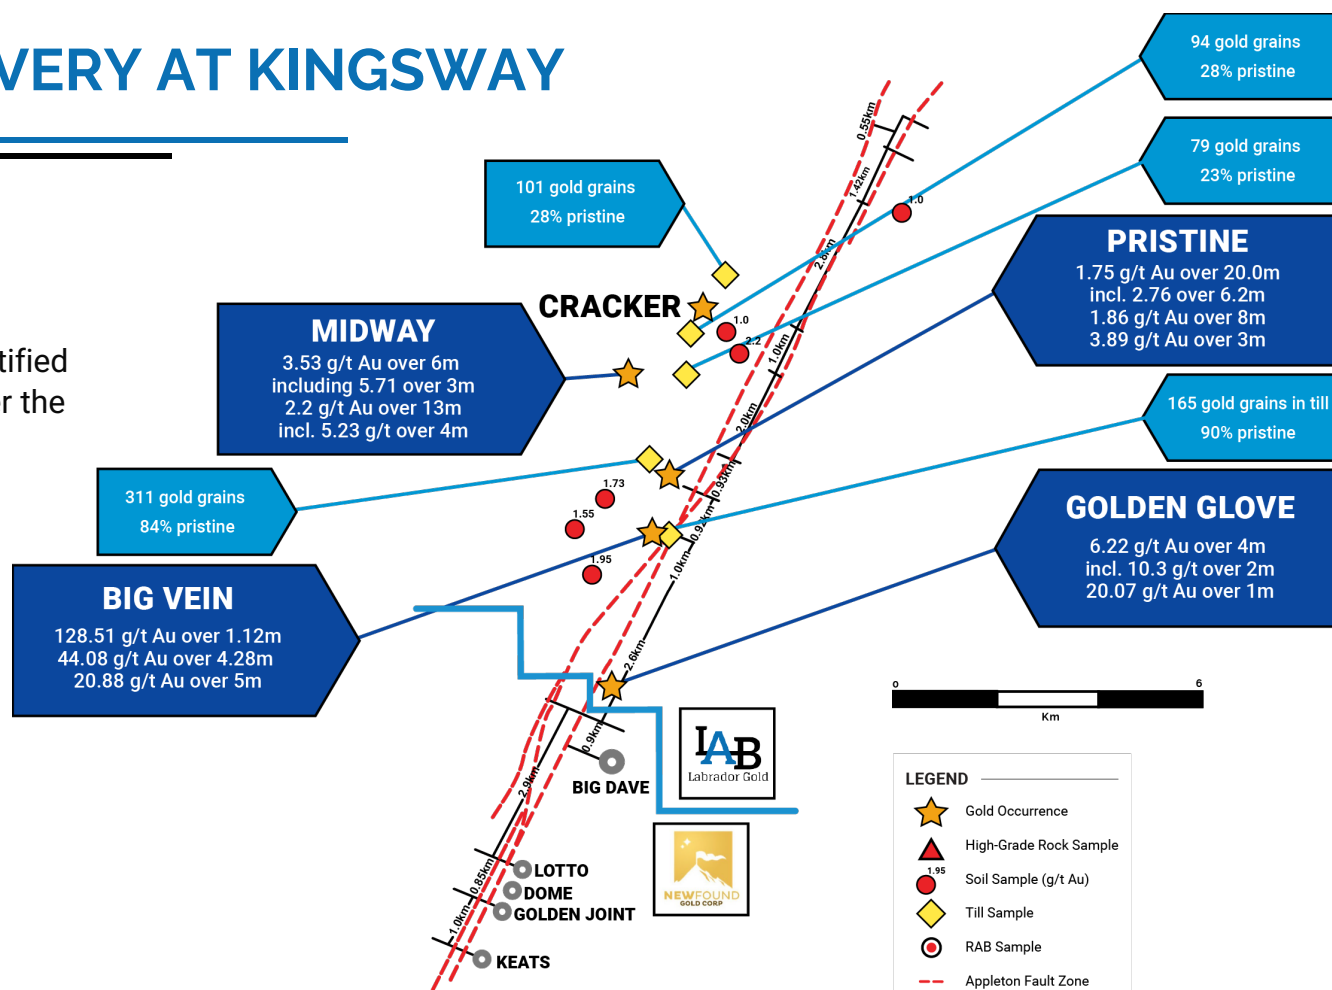 VERY AT KINGSWAY
tified
r the
94 gold grains
28% pristine
79 gold grains
23% pristine
101 gold grains
28% pristine
PRISTINE
1.75 g/t Au over 20.0m
incl. 2.76 over 6.2m
1.86 g/t Au over 8m
3.89 g/t Au over 3m
CRACKER
MIDWAY
3.53 g/t Au over 6m
including 5.71 over 3m
2.2 g/t Au over 13m
incl. 5.23 g/t over 4m
165 gold grains in till
90% pristine
311 gold grains
84% pristine
GOLDEN GLOVE
6.22 g/t Au over 4m
incl. 10.3 g/t over 2m
20.07 g/t Au over 1m
BIG VEIN
128.51 g/t Au over 1.12m
44.08 g/t Au over 4.28m
20.88 g/t Au over 5m
0.55km
1.42km
1.0
2.8km
1.0
2.2
1.0km
2.0km
0.93km
0.92km
1.0km
1.73
1.55
1.95
2.6km
0.9km
2.9km
0.85km
1.0km
BIG DAVE
LOTTO
DOME
GOLDEN JOINT
KEATS
LAB
Labrador Gold
NEWFOUND
GOLD CORP
0 6
Km
LEGEND
Gold Occurrence
High-Grade Rock Sample
1.95
Soil Sample (g/t Au)
Till Sample
RAB Sample
Appleton Fault Zone